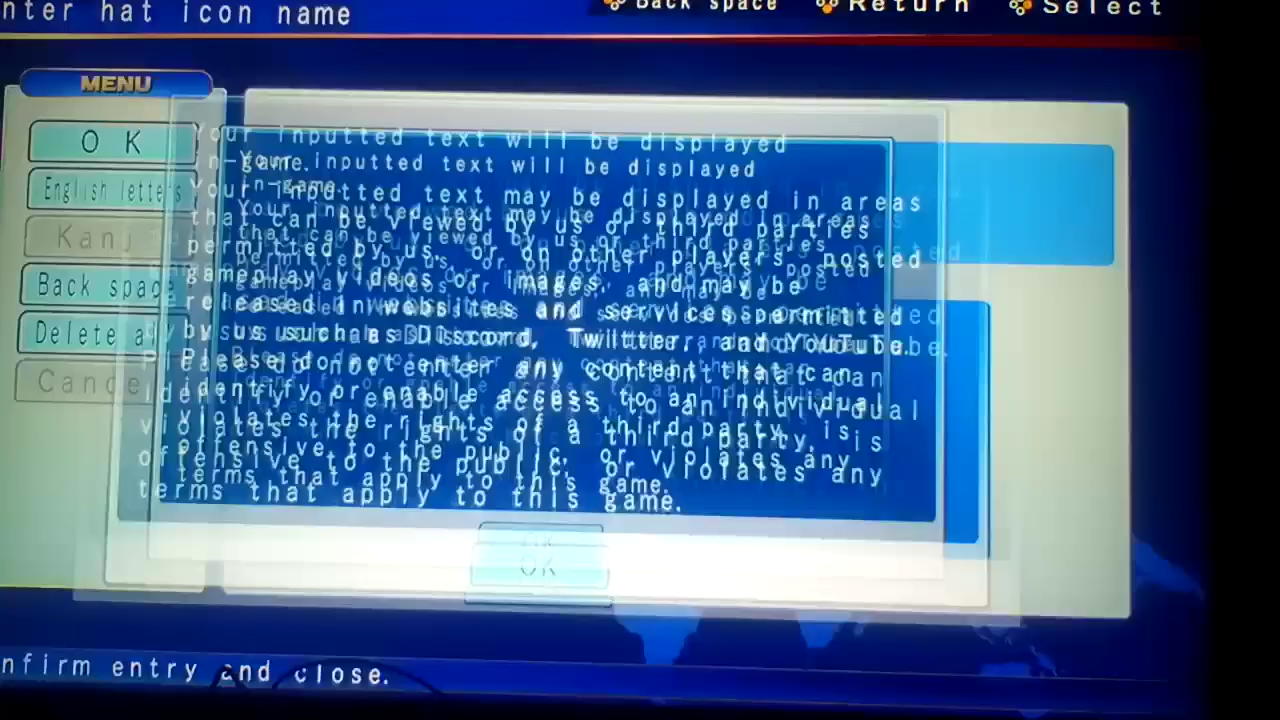 nter hat icon name
Back space Return Select
MENU
OK
English letters
Kanj
Back space
Delete a
Cance
Your inputted text will be displayed
in-game.
Your inputted text may be displayed in areas
that can be viewed by us or third parties
permitted by us, or on other players' posted
gameplay videos or images, and may be
released in websites and services permitted
by us such as Discord, Twitter, and YouTube.
Please do not enter any content that can
identify or enable access to an individual
violates the rights of a third party, is
offensive to the public, or violates any
terms that apply to this game.
OK
nfirm entry and close.